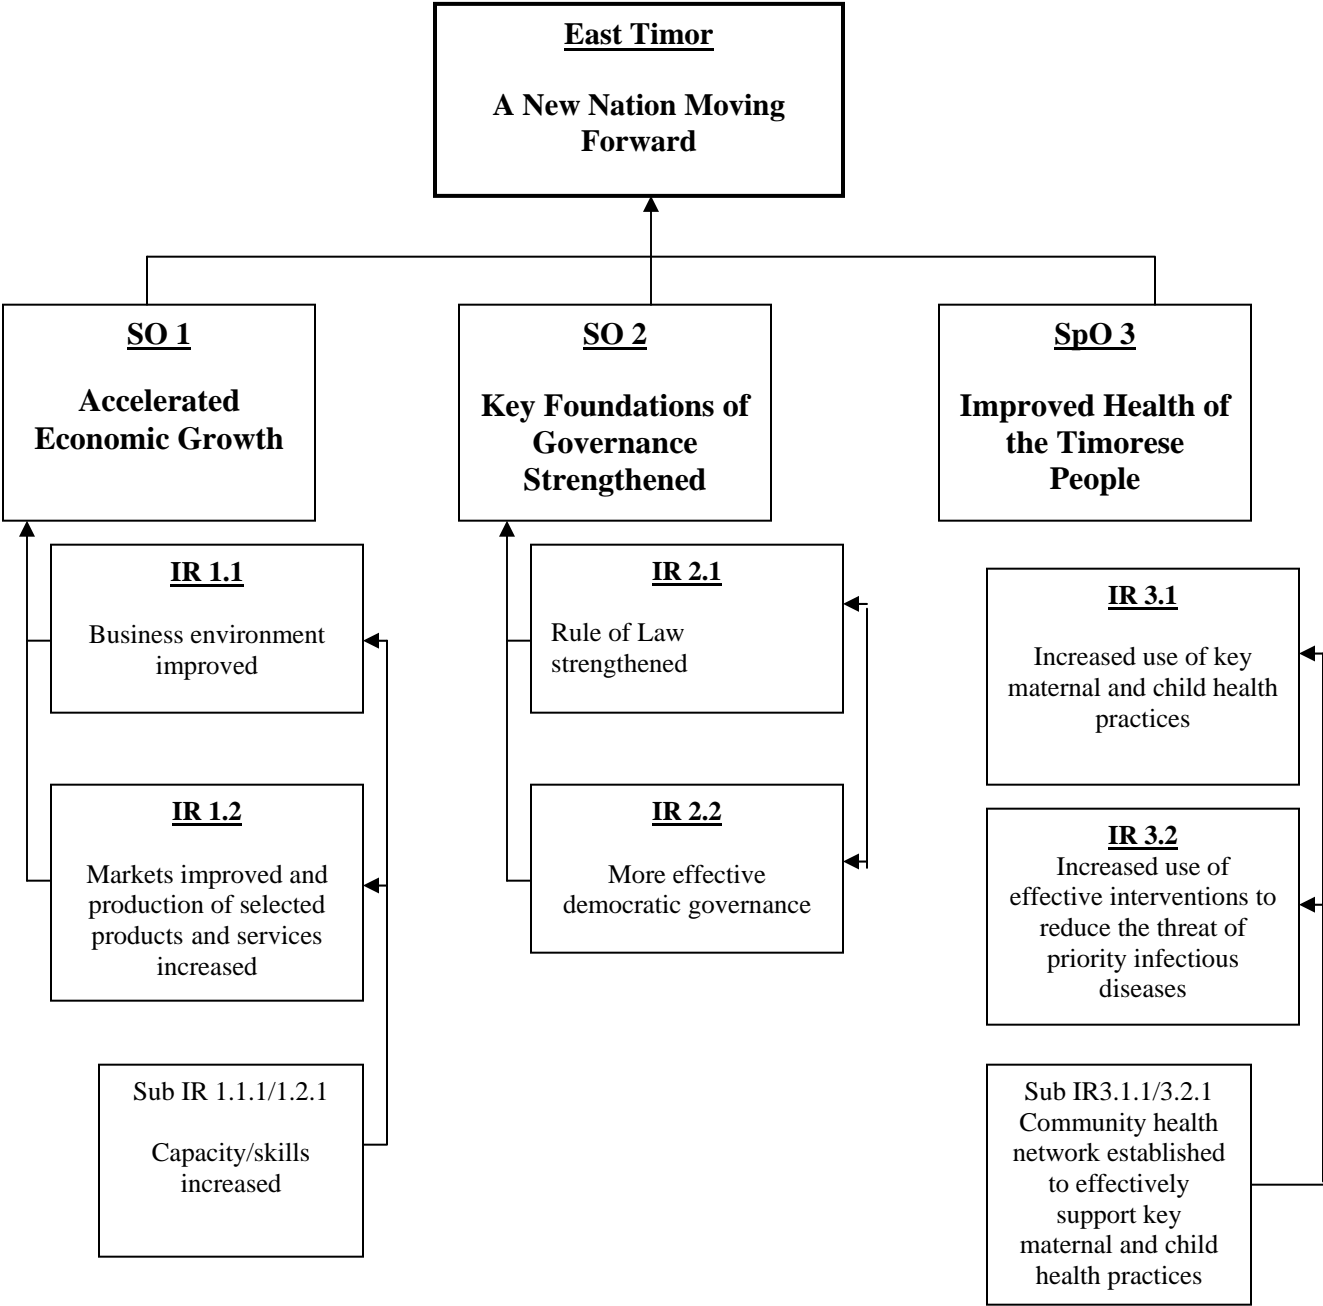 East Timor
A New Nation Moving
Forward
SO 1
Accelerated
Economic Growth
SO 2
Key Foundations of
Governance
Strengthened
SpO 3
Improved Health of
the Timorese
People
IR 1.1
Business environment
improved
IR 1.2
Markets improved and
production of selected
products and services
increased
Sub IR 1.1.1/1.2.1
Capacity/skills
increased
IR 2.1
Rule of Law
strengthened
IR 2.2
More effective
democratic governance
IR 3.1
Increased use of key
maternal and child health
practices
IR 3.2
Increased use of
effective interventions to
reduce the threat of
priority infectious
diseases
Sub IR3.1.1/3.2.1
Community health
network established
to effectively
support key
maternal and child
health practices